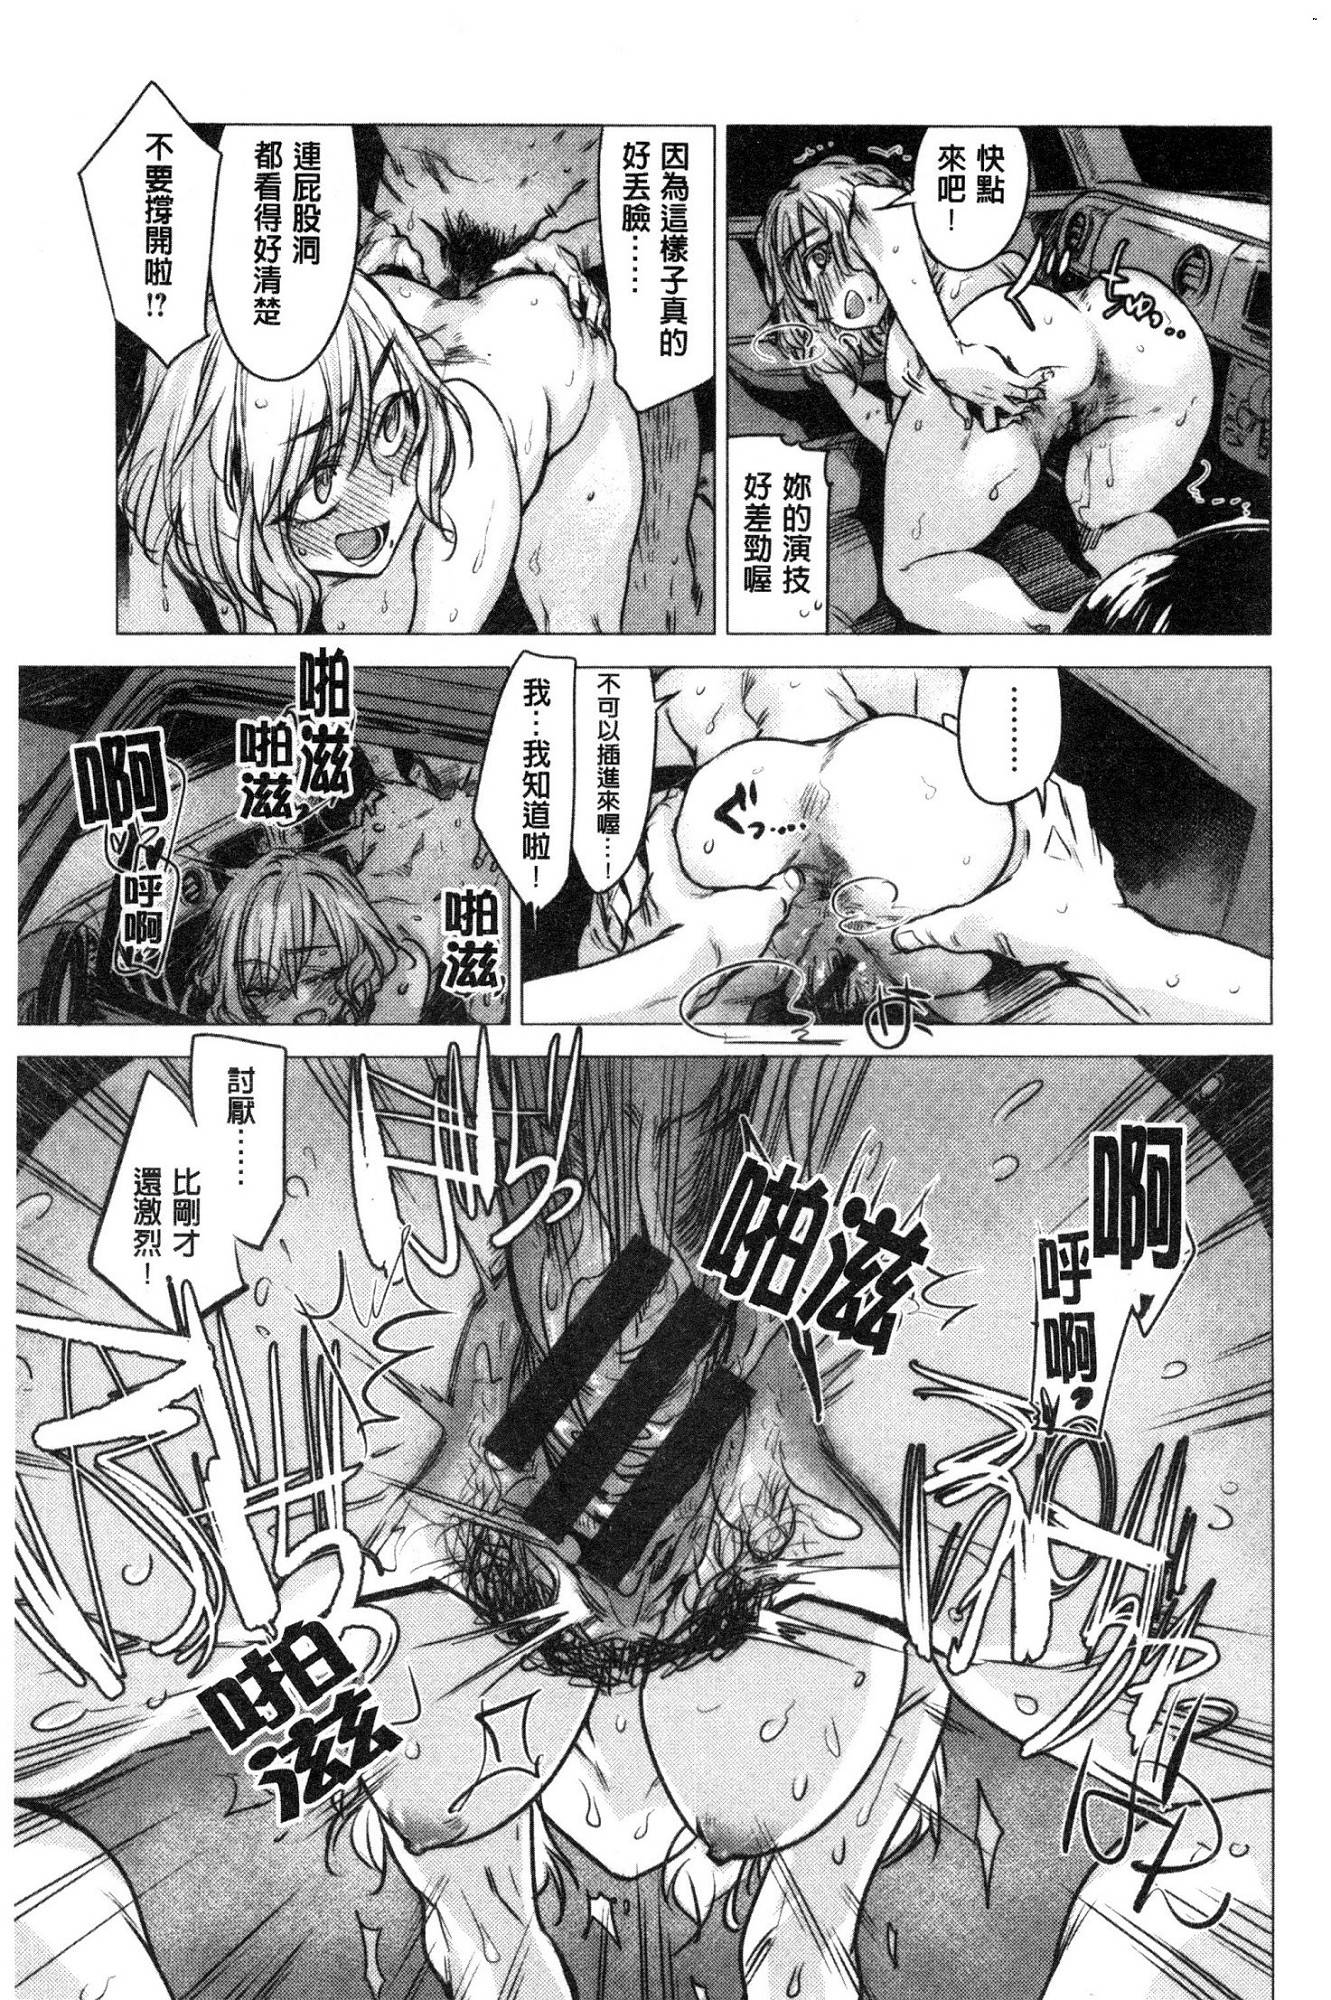 快點
來吧！
妳的演技
好差勁喔
因為這樣子真的
好丟臉……
連屁股洞
都看得好清楚
不要撐開啦!?
………
不可以插進來喔…！
我…我知道啦！
啪滋
啪滋
啪滋
啊
呼啊
啊
呼啊
啪滋
討厭……
比剛才
還激烈！
啪滋